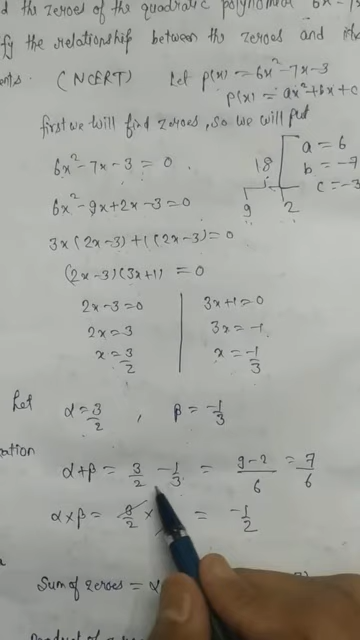 the zeroes of the quadratic polynomial 6x²-7x
the relationship between the zeroes and
(NCERT) Let p(x) = 6x²-7x-3
p(x) = ax²+bx+c
first we will find zeroes, so we will put
6x²-7x-3=0
18
9 2
a=6
b=-7
c=-3
6x²-9x+2x-3=0
3x(2x-3)+1(2x-3)=0
(2x-3)(3x+1)=0
2x-3=0 3x+1=0
2x=3 3x=-1
x=3/2 x=-1/3
Let α=3/2, β=-1/3
α+β = 3/2 -1/3 = 9-2/6 = 7/6
α×β = 3/2 × = -1/2
Sum of zeroes =